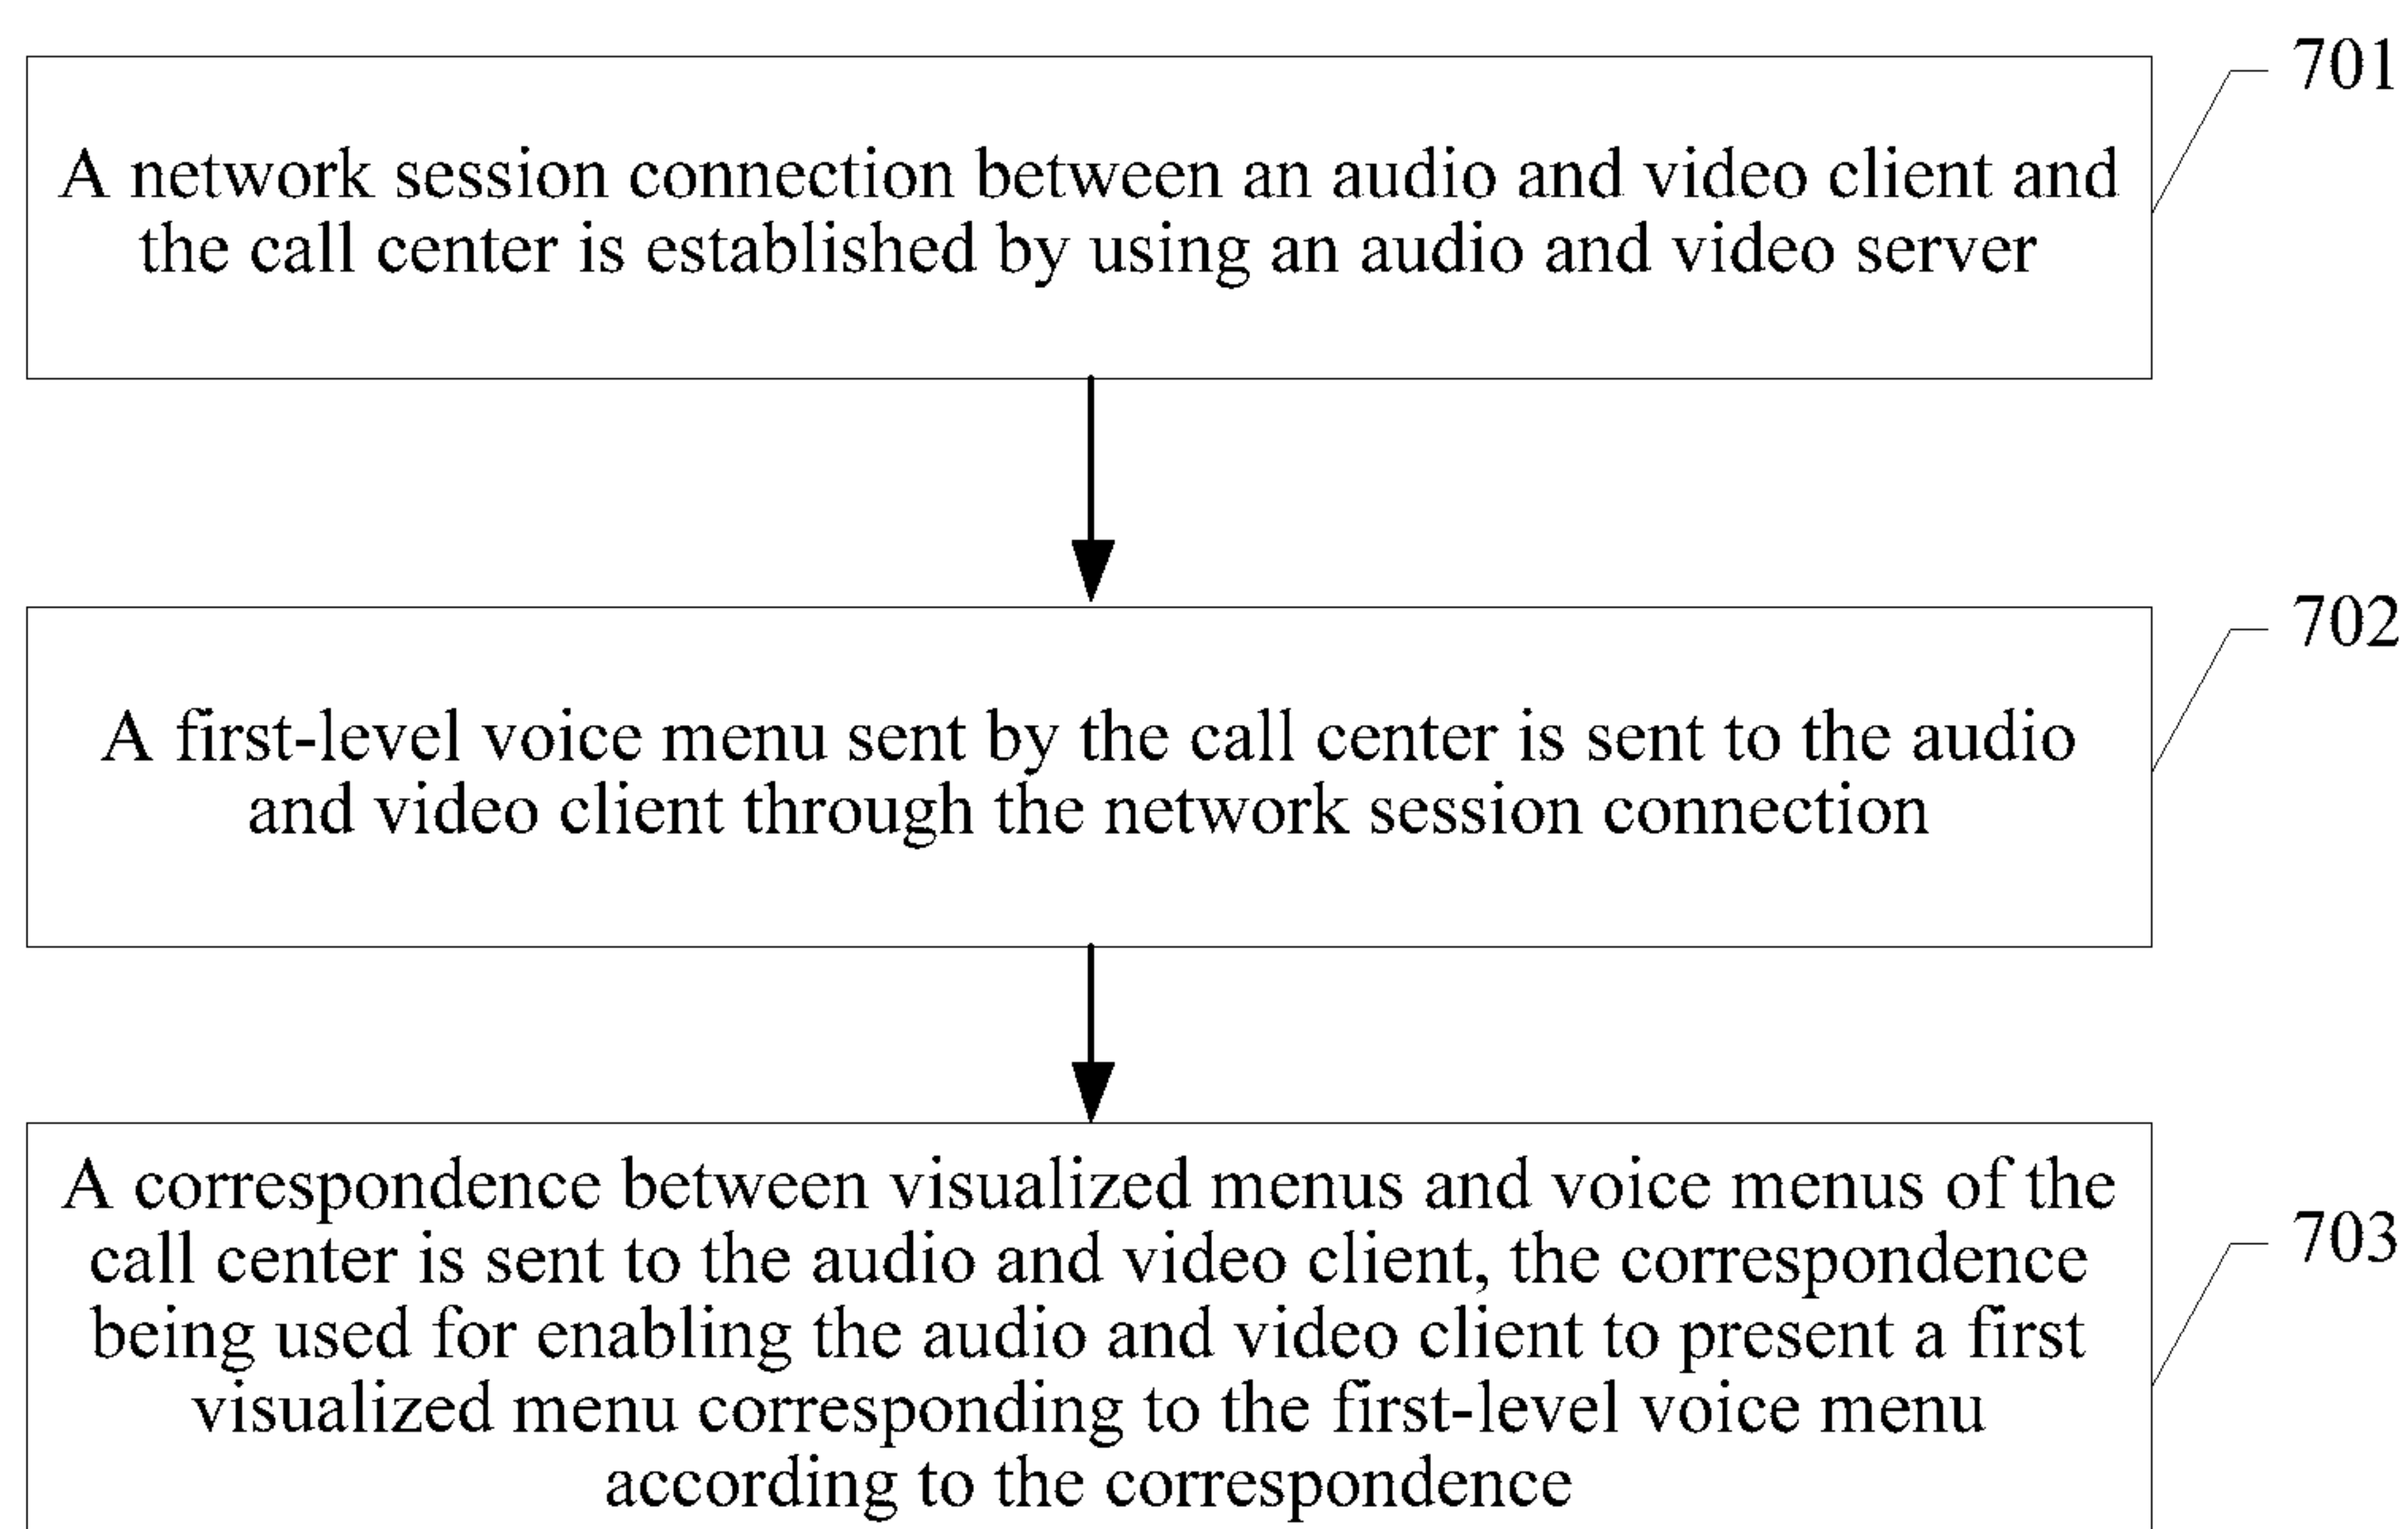 701
A network session connection between an audio and video client and
the call center is established by using an audio and video server
702
A first-level voice menu sent by the call center is sent to the audio
and video client through the network session connection
703
A correspondence between visualized menus and voice menus of the
call center is sent to the audio and video client, the correspondence
being used for enabling the audio and video client to present a first
visualized menu corresponding to the first-level voice menu
according to the correspondence